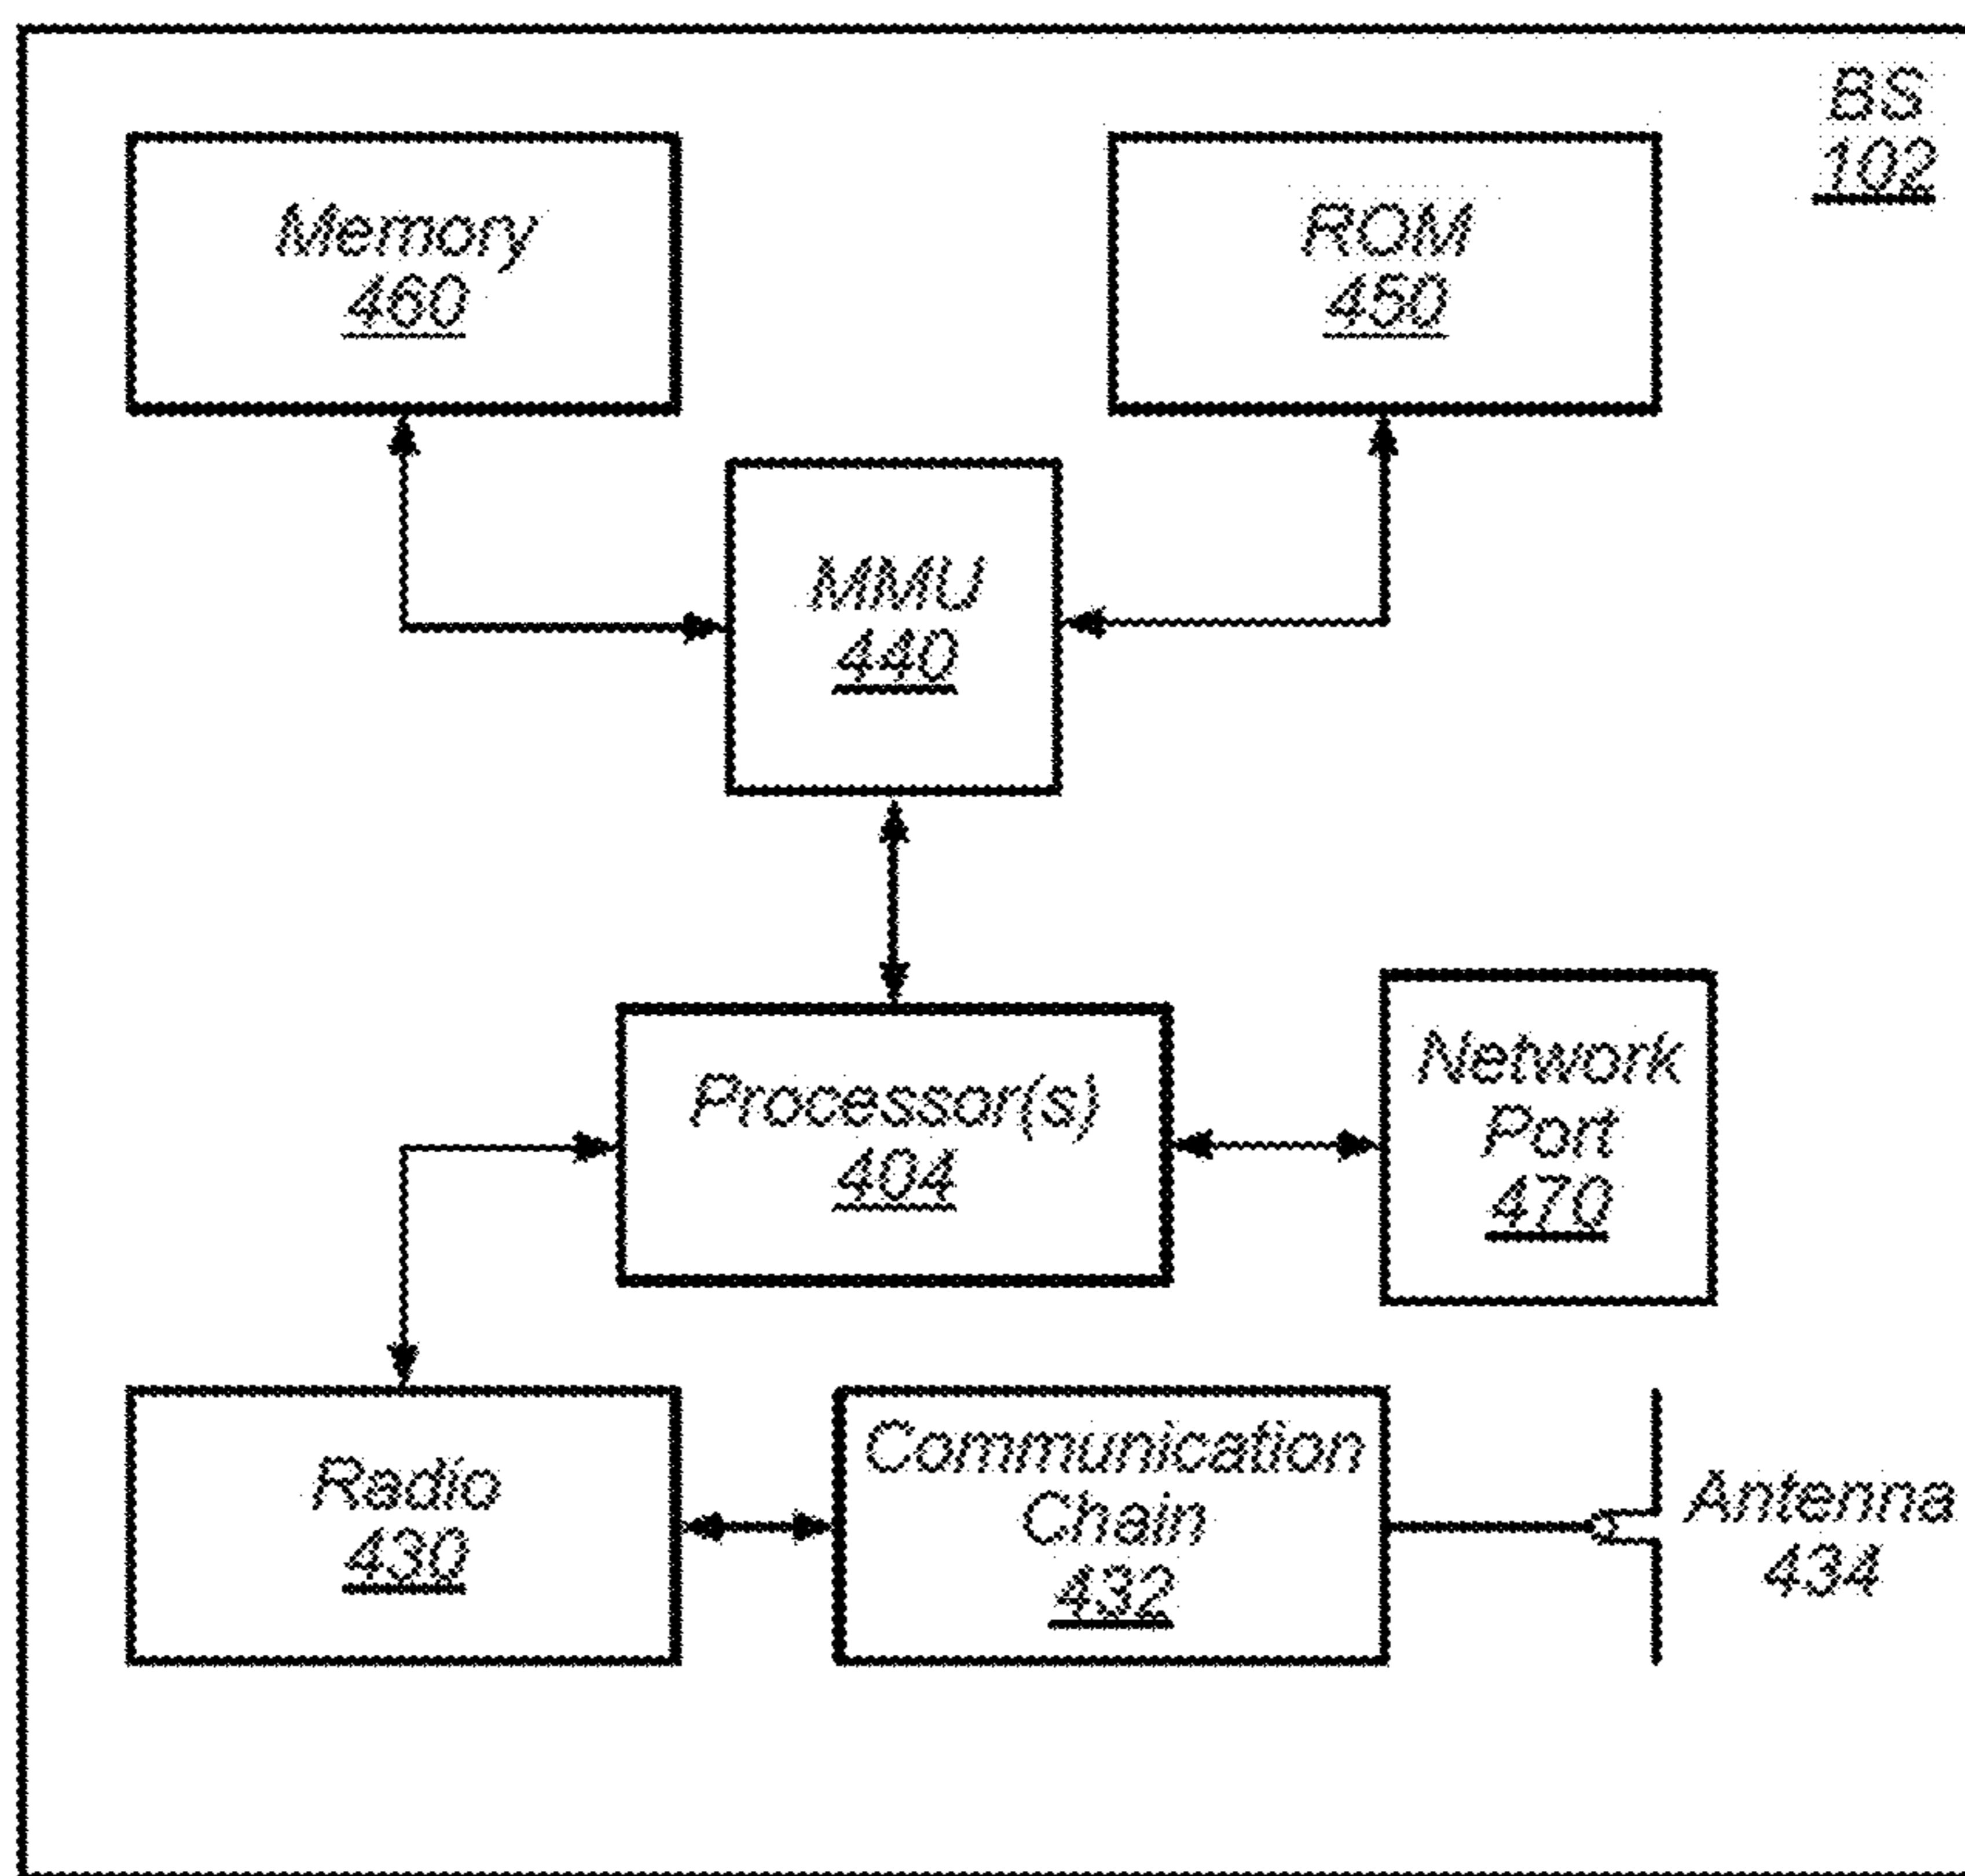 BS
102
Memory
460
ROM
450
MMU
440
Processor(s)
404
Network
Port
470
Radio
430
Communication
Chain
432
Antenna
434